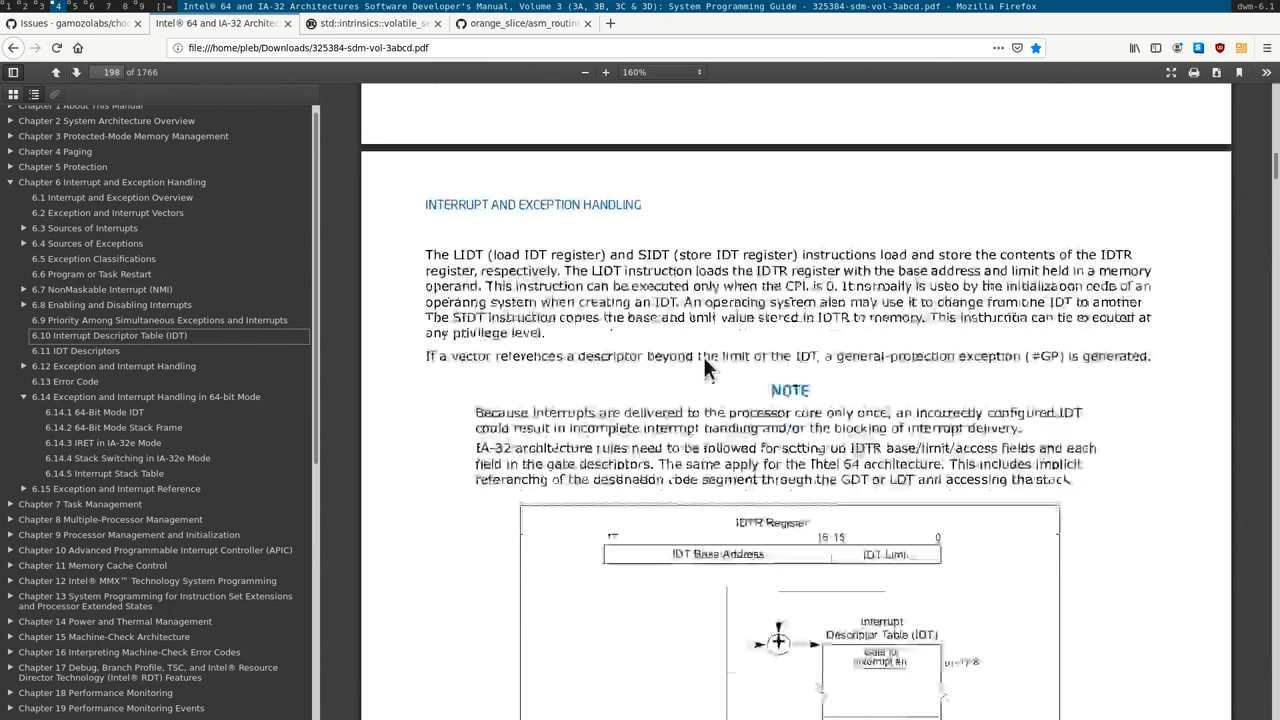 1 2 3 4 5 6 7 8 9 []= Intel® 64 and IA-32 Architectures Software Developer's Manual, Volume 3 (3A, 3B, 3C & 3D): System Programming Guide - 325384-sdm-vol-3abcd.pdf - Mozilla Firefox dwm-6.1
Issues · gamozolabs/cho
Intel® 64 and IA-32 Architec
std::intrinsics::volatile_se
orange_slice/asm_routine
file:///home/pleb/Downloads/325384-sdm-vol-3abcd.pdf
198 of 1766
160%
Chapter 1 About This Manual
Chapter 2 System Architecture Overview
Chapter 3 Protected-Mode Memory Management
Chapter 4 Paging
Chapter 5 Protection
Chapter 6 Interrupt and Exception Handling
6.1 Interrupt and Exception Overview
6.2 Exception and Interrupt Vectors
6.3 Sources of Interrupts
6.4 Sources of Exceptions
6.5 Exception Classifications
6.6 Program or Task Restart
6.7 NonMaskable Interrupt (NMI)
6.8 Enabling and Disabling Interrupts
6.9 Priority Among Simultaneous Exceptions and Interrupts
6.10 Interrupt Descriptor Table (IDT)
6.11 IDT Descriptors
6.12 Exception and Interrupt Handling
6.13 Error Code
6.14 Exception and Interrupt Handling in 64-bit Mode
6.14.1 64-Bit Mode IDT
6.14.2 64-Bit Mode Stack Frame
6.14.3 IRET in IA-32e Mode
6.14.4 Stack Switching in IA-32e Mode
6.14.5 Interrupt Stack Table
6.15 Exception and Interrupt Reference
Chapter 7 Task Management
Chapter 8 Multiple-Processor Management
Chapter 9 Processor Management and Initialization
Chapter 10 Advanced Programmable Interrupt Controller (APIC)
Chapter 11 Memory Cache Control
Chapter 12 Intel® MMX™ Technology System Programming
Chapter 13 System Programming for Instruction Set Extensions
and Processor Extended States
Chapter 14 Power and Thermal Management
Chapter 15 Machine-Check Architecture
Chapter 16 Interpreting Machine-Check Error Codes
Chapter 17 Debug, Branch Profile, TSC, and Intel® Resource
Director Technology (Intel® RDT) Features
Chapter 18 Performance Monitoring
Chapter 19 Performance Monitoring Events
INTERRUPT AND EXCEPTION HANDLING
The LIDT (load IDT register) and SIDT (store IDT register) instructions load and store the contents of the IDTR
register, respectively. The LIDT instruction loads the IDTR register with the base address and limit held in a memory
operand. This instruction can be executed only when the CPL is 0. It normally is used by the initialization code of an
operating system when creating an IDT. An operating system also may use it to change from one IDT to another
The SIDT instruction copies the base and limit value stored in IDTR to memory. This instruction can be executed at
any privilege level.
If a vector references a descriptor beyond the limit of the IDT, a general-protection exception (#GP) is generated.
NOTE
Because interrupts are delivered to the processor core only once, an incorrectly configured IDT
could result in incomplete interrupt handling and/or the blocking of interrupt delivery.
IA-32 architecture rules need to be followed for setting up IDTR base/limit/access fields and each
field in the gate descriptors. The same apply for the Intel 64 architecture. This includes implicit
referencing of the destination code segment through the GDT or LDT and accessing the stack
IDTR Register
16 15 0
IDT Base Address IDT Limit
Interrupt
Descriptor Table (IDT)
Gate for